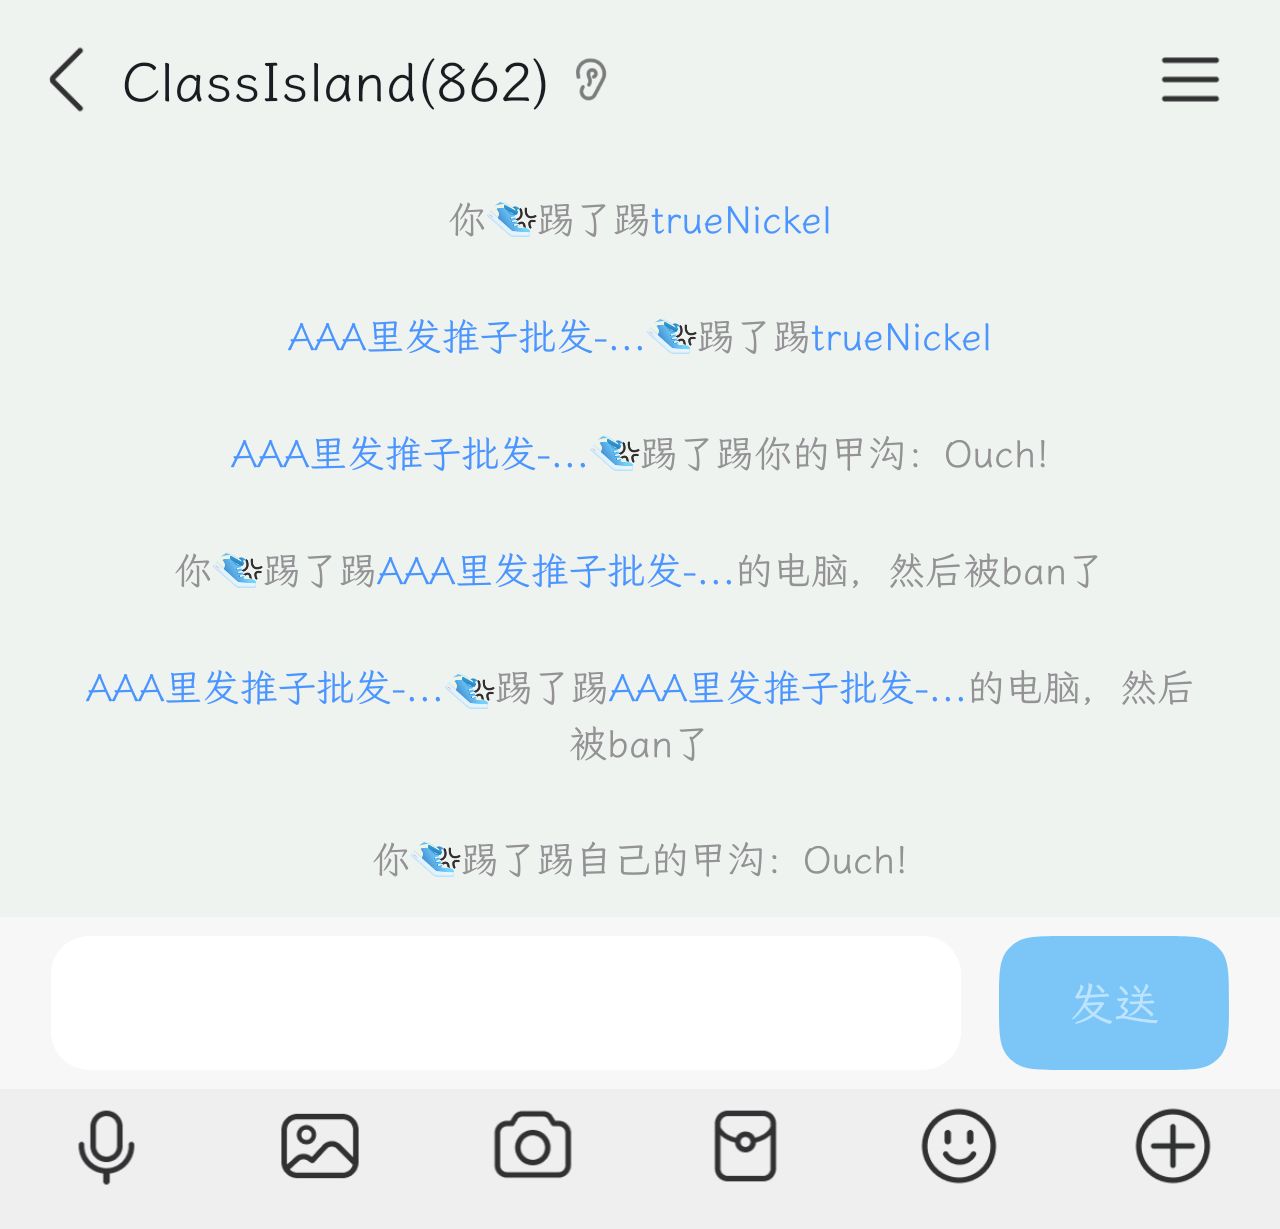 ClassIsland(862)
你踢了踢trueNickel
AAA里发推子批发-...踢了踢trueNickel
AAA里发推子批发-...踢了踢你的甲沟：Ouch!
你踢了踢AAA里发推子批发-...的电脑，然后被ban了
AAA里发推子批发-...踢了踢AAA里发推子批发-...的电脑，然后
被ban了
你踢了踢自己的甲沟：Ouch!
发送